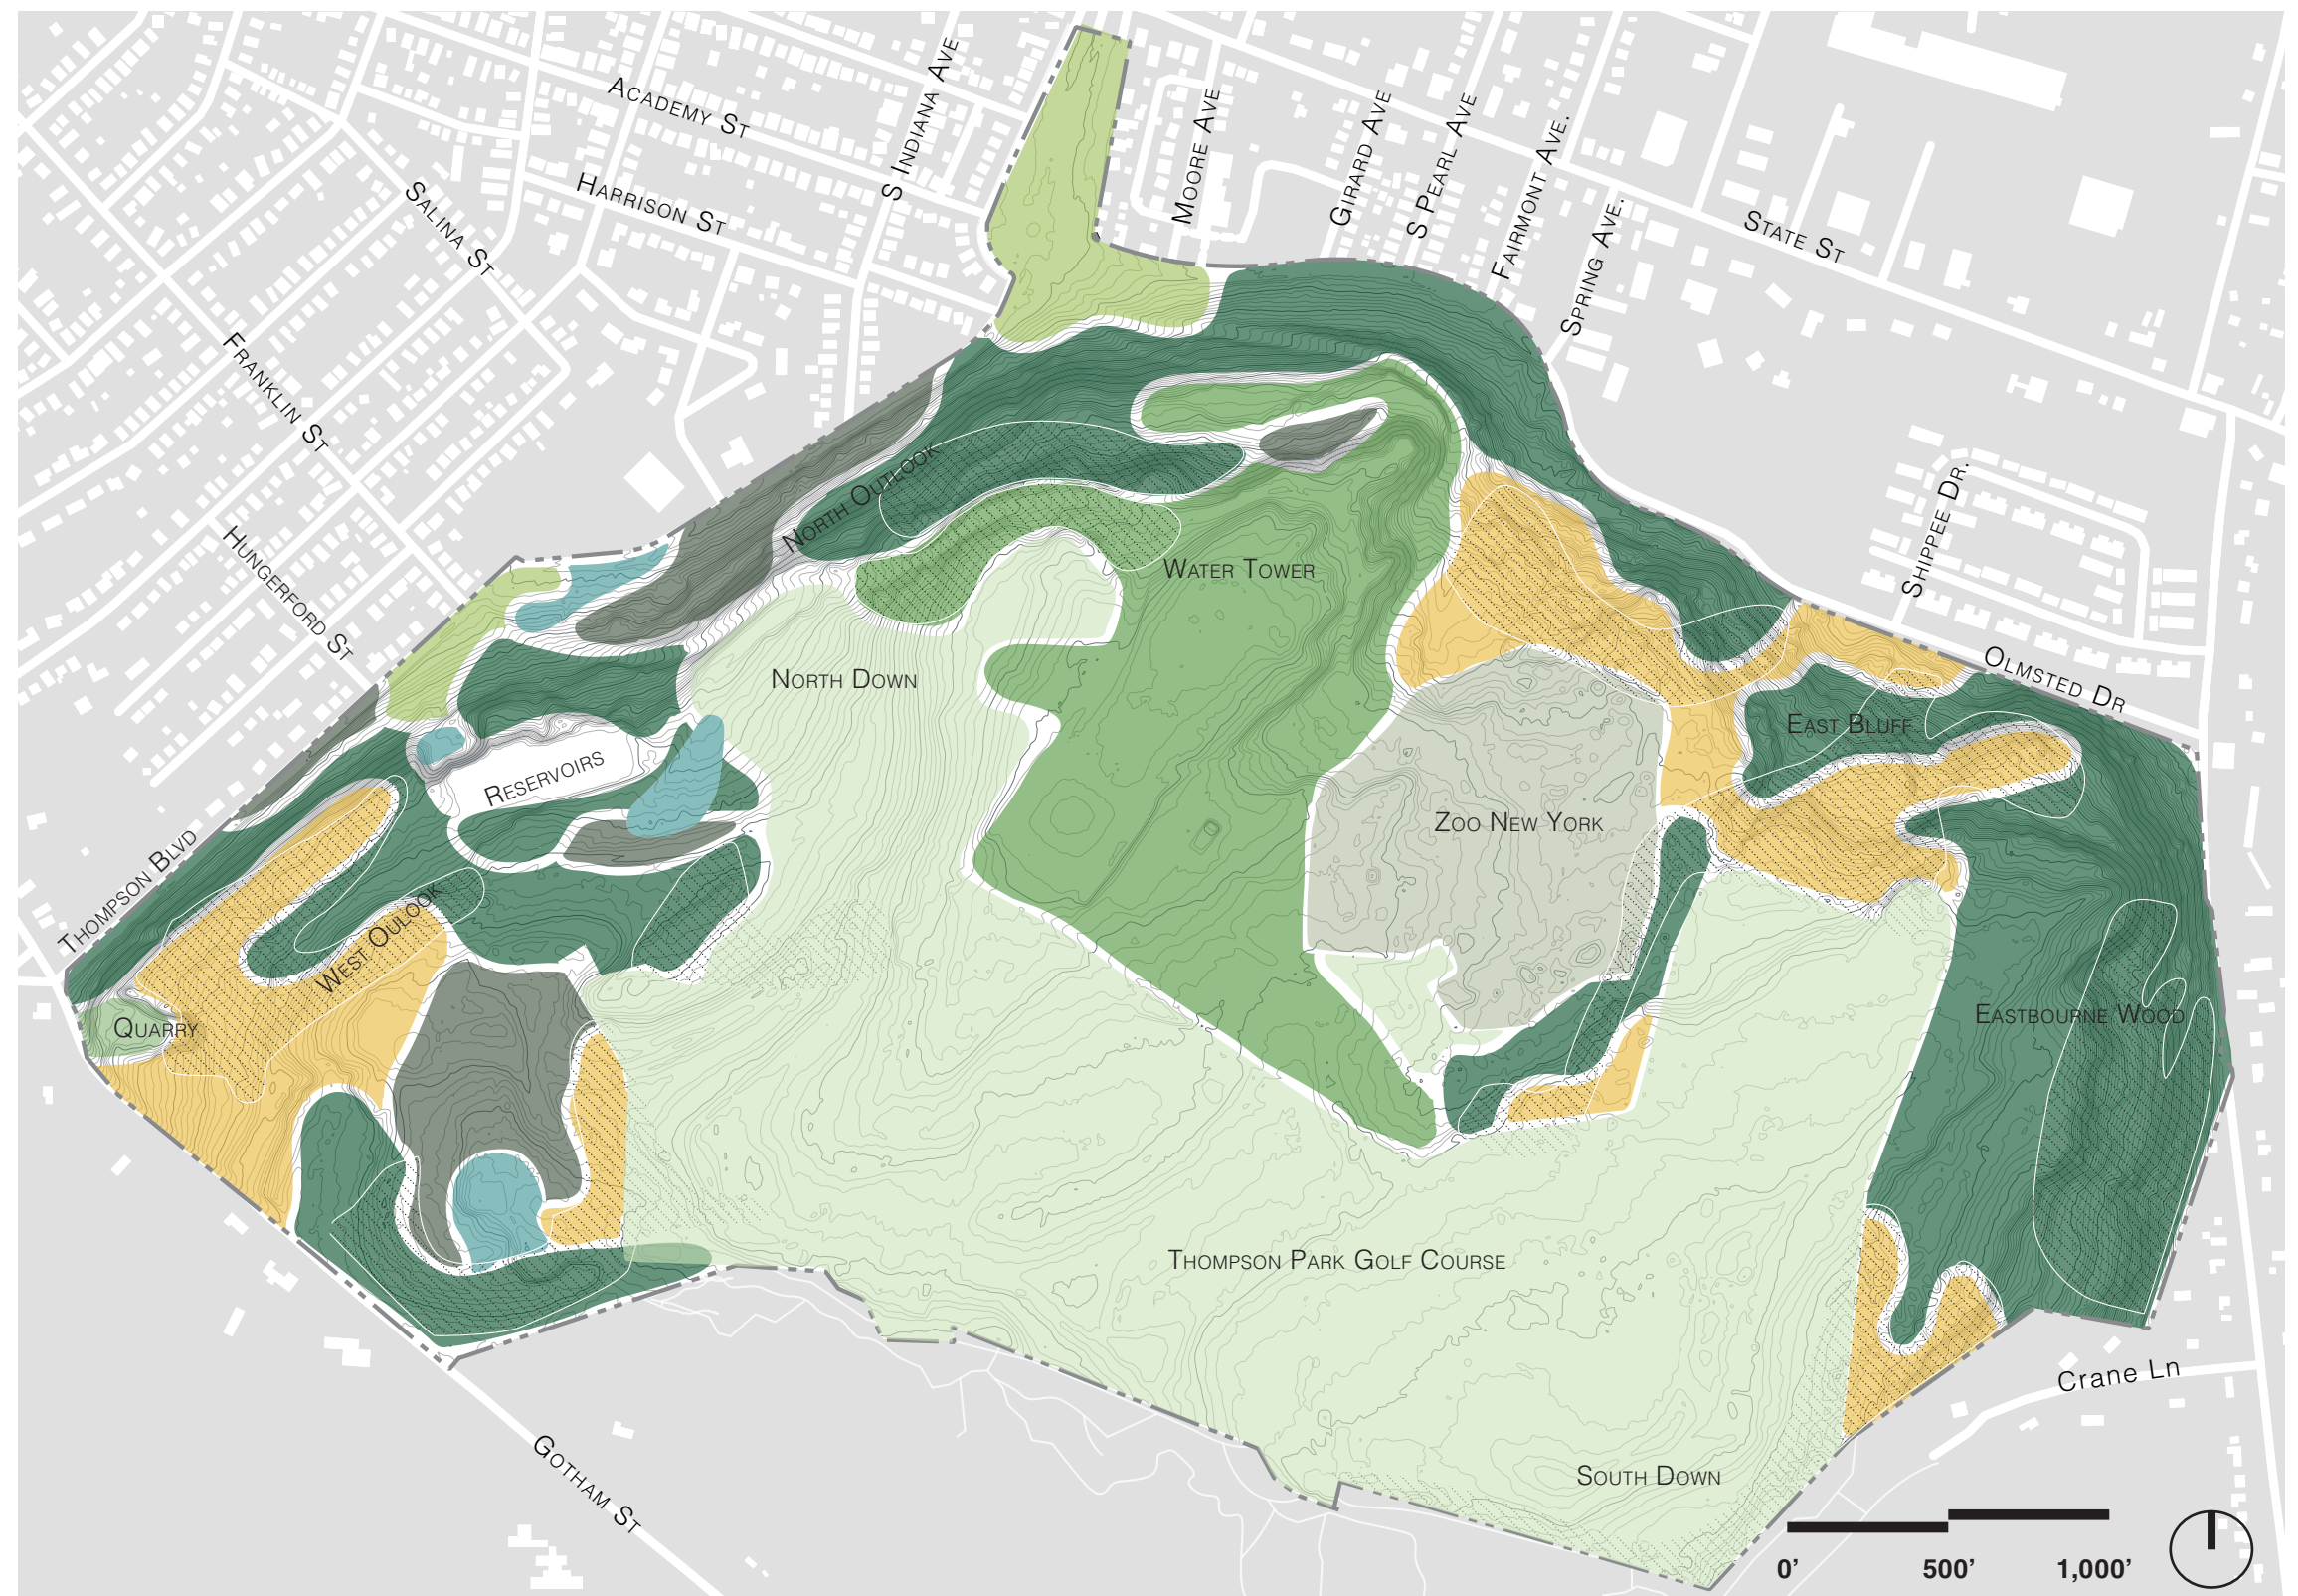 Academy St
S Indiana Ave
Moore Ave
Girard Ave
S Pearl Ave
Fairmont Ave.
Spring Ave.
State St
Harrison St
Salina St
Franklin St
Hungerford St
Shippee Dr.
Olmsted Dr
North Outlook
Water Tower
North Down
East Bluff
Reservoirs
Zoo New York
Thompson Blvd
West Oulook
Quarry
Eastbourne Wood
Thompson Park Golf Course
Crane Ln
Gotham St
South Down
0' 500' 1,000'